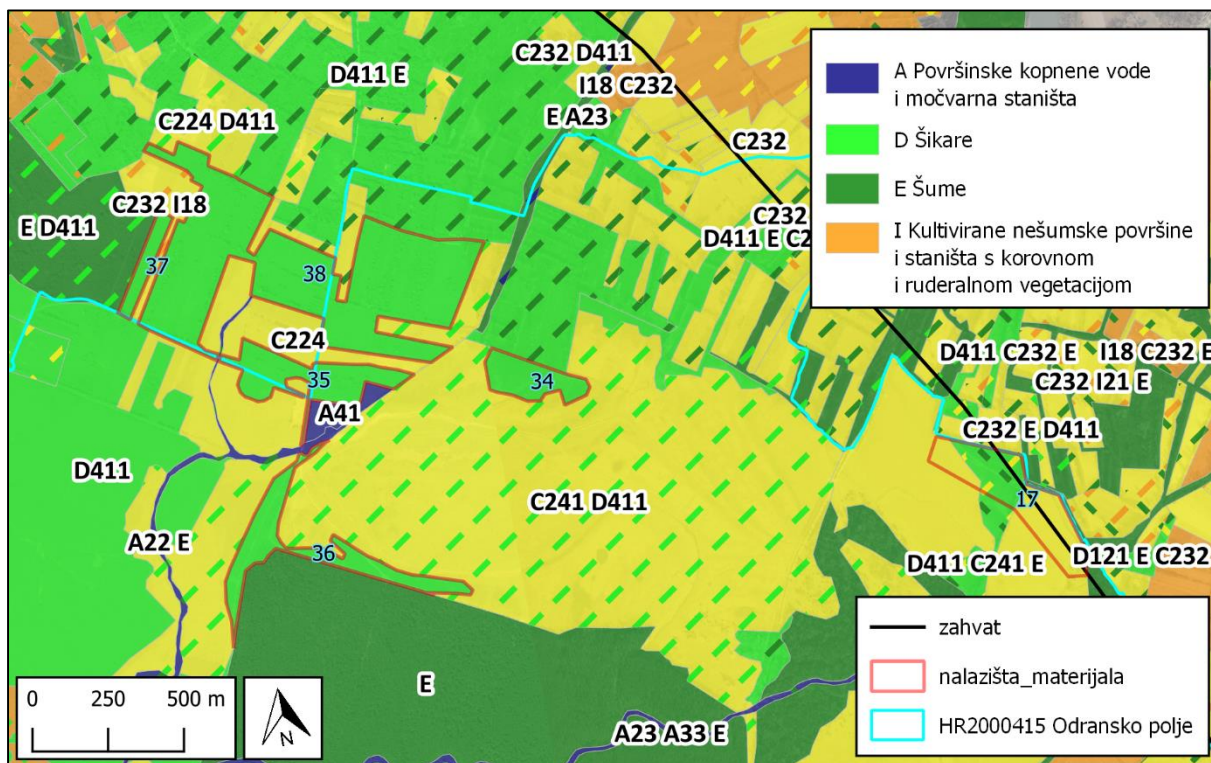 C232 D411
D411 E
I18 C232
C224 D411
E A23
C232
C232 I18
C232
E D411
D411 E C2
37
38
C224
D411 C232 E
I18 C232 E
35
34
C232 I21 E
A41
C232 E D411
D411
C241 D411
17
A22 E
36
D411 C241 E
D121 E C232
E
A23 A33 E
A Površinske kopnene vode
i močvarna staništa
D Šikare
E Šume
I Kultivirane nešumske površine
i staništa s korovnom
i ruderalnom vegetacijom
zahvat
nalazišta_materijala
HR2000415 Odransko polje
0 250 500 m
N